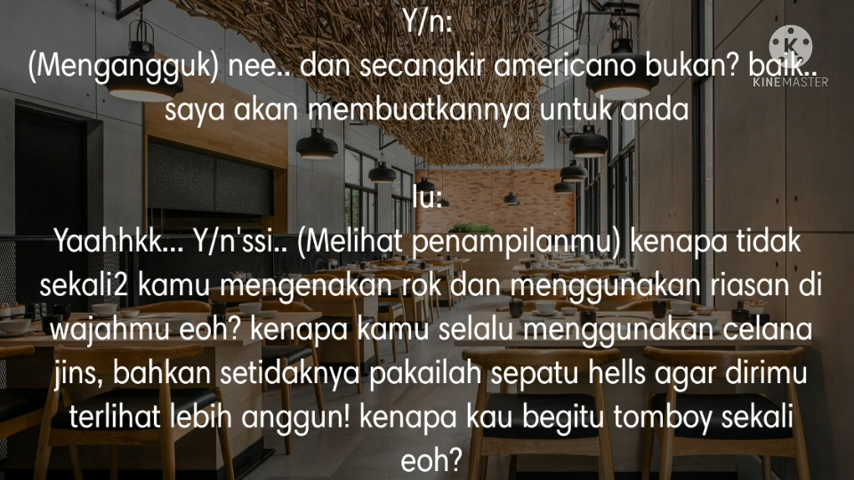 Y/n:
(Mengangguk) nee.. dan secangkir americano bukan? baik..
saya akan membuatkannya untuk anda
Iu:
Yaahhkk... Y/n'ssi.. (Melihat penampilanmu) kenapa tidak
sekali2 kamu mengenakan rok dan menggunakan riasan di
wajahmu eoh? kenapa kamu selalu menggunakan celana
jins, bahkan setidaknya pakailah sepatu hells agar dirimu
terlihat lebih anggun! kenapa kau begitu tomboy sekali
eoh?
K
KINEMASTER